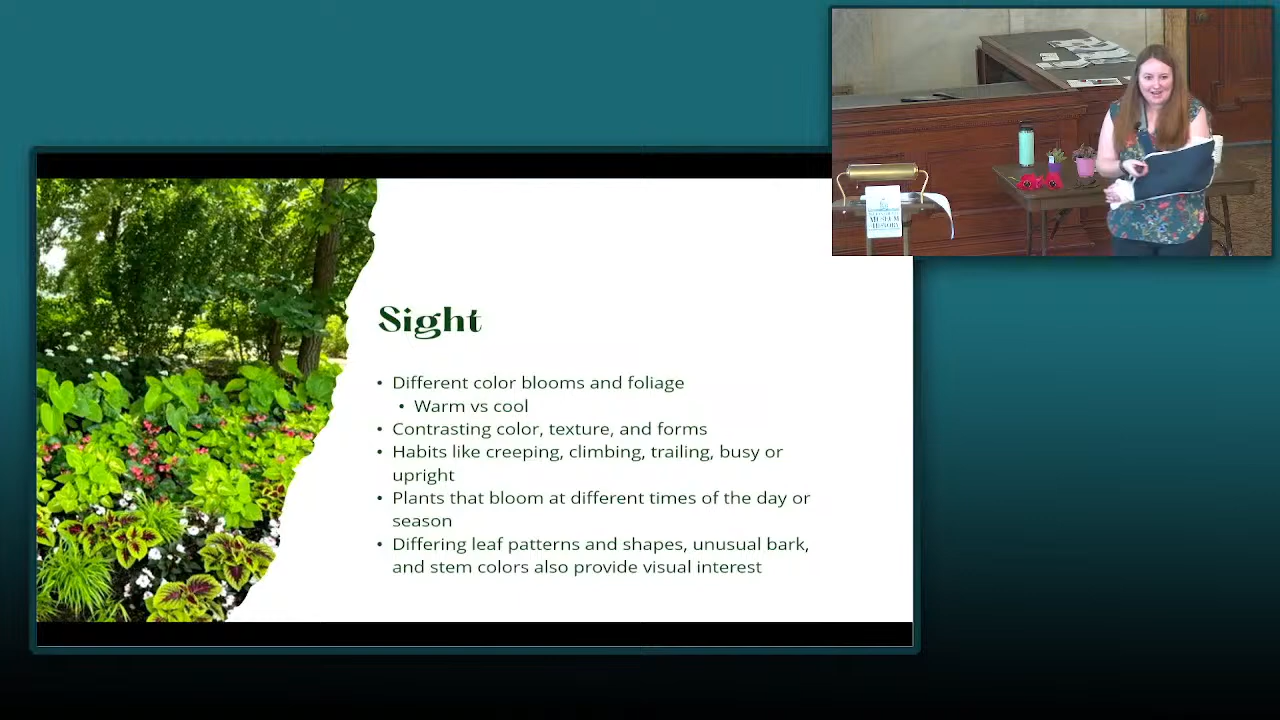 Sight
• Different color blooms and foliage
• Warm vs cool
• Contrasting color, texture, and forms
• Habits like creeping, climbing, trailing, busy or
upright
• Plants that bloom at different times of the day or
season
• Differing leaf patterns and shapes, unusual bark,
and stem colors also provide visual interest
MUSEUM